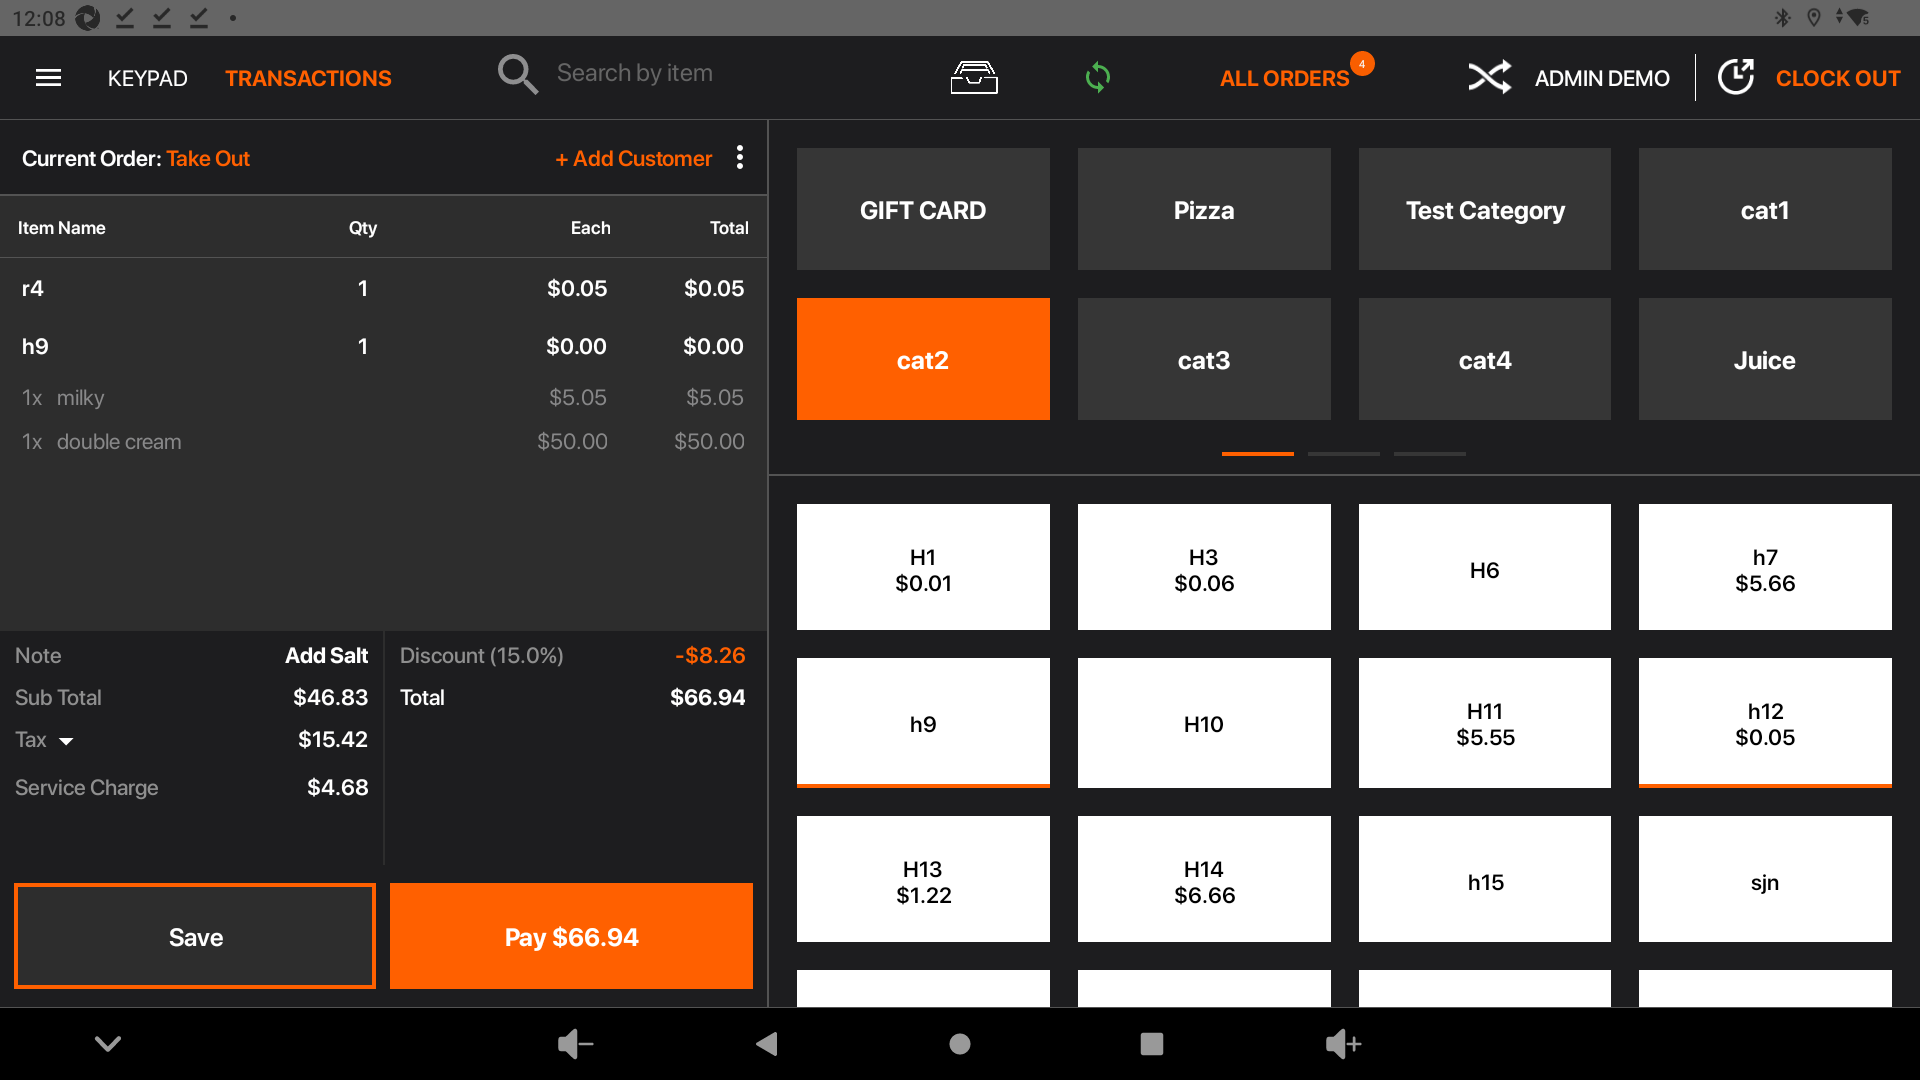 12:08
5
KEYPAD
TRANSACTIONS
Search by item
ALL ORDERS
4
ADMIN DEMO
CLOCK OUT
Current Order: Take Out
+ Add Customer
Item Name Qty Each Total
r4 1 $0.05 $0.05
h9 1 $0.00 $0.00
1x milky $5.05 $5.05
1x double cream $50.00 $50.00
Note Add Salt
Sub Total $46.83
Tax $15.42
Service Charge $4.68
Discount (15.0%) -$8.26
Total $66.94
Save
Pay $66.94
GIFT CARD
Pizza
Test Category
cat1
cat2
cat3
cat4
Juice
H1
$0.01
H3
$0.06
H6
h7
$5.66
h9
H10
H11
$5.55
h12
$0.05
H13
$1.22
H14
$6.66
h15
sjn